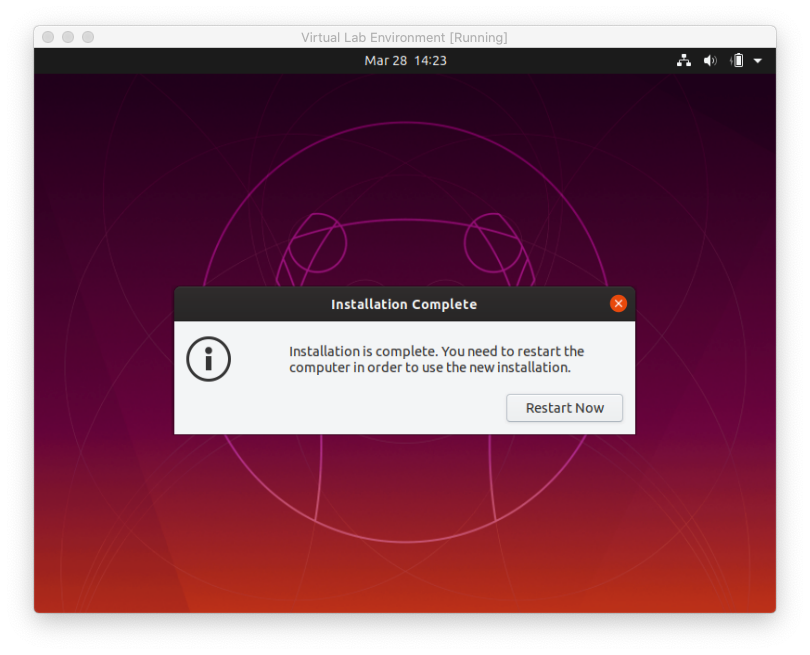 Virtual Lab Environment [Running]
Mar 28 14:23
Installation Complete
Installation is complete. You need to restart the
computer in order to use the new installation.
Restart Now